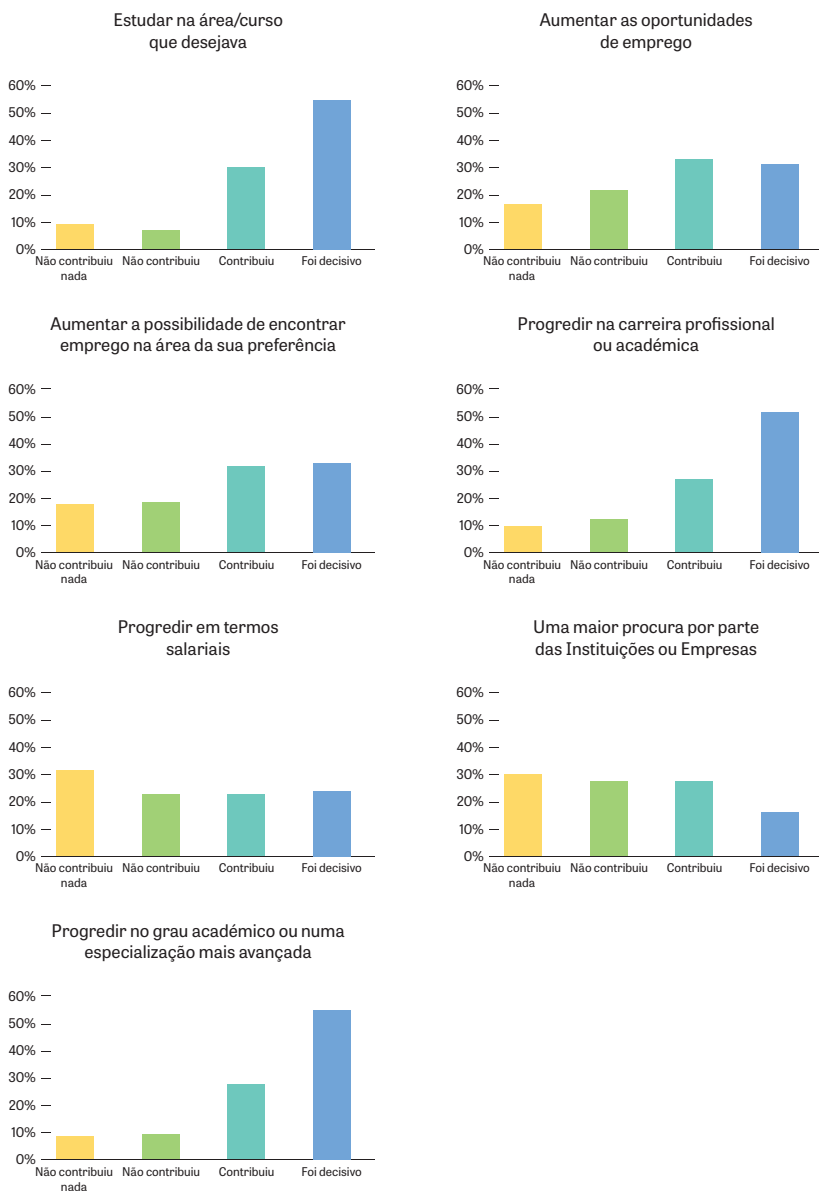 Estudar na área/curso
que desejava
60%
50%
40%
30%
20%
10%
0%
Não contribuiu Não contribuiu Contribuiu Foi decisivo
nada
Aumentar as oportunidades
de emprego
60%
50%
40%
30%
20%
10%
0%
Não contribuiu Não contribuiu Contribuiu Foi decisivo
nada
Aumentar a possibilidade de encontrar
emprego na área da sua preferência
60%
50%
40%
30%
20%
10%
0%
Não contribuiu Não contribuiu Contribuiu Foi decisivo
nada
Progredir na carreira profissional
ou académica
60%
50%
40%
30%
20%
10%
0%
Não contribuiu Não contribuiu Contribuiu Foi decisivo
nada
Progredir em termos
salariais
60%
50%
40%
30%
20%
10%
0%
Não contribuiu Não contribuiu Contribuiu Foi decisivo
nada
Uma maior procura por parte
das Instituições ou Empresas
60%
50%
40%
30%
20%
10%
0%
Não contribuiu Não contribuiu Contribuiu Foi decisivo
nada
Progredir no grau académico ou numa
especialização mais avançada
60%
50%
40%
30%
20%
10%
0%
Não contribuiu Não contribuiu Contribuiu Foi decisivo
nada